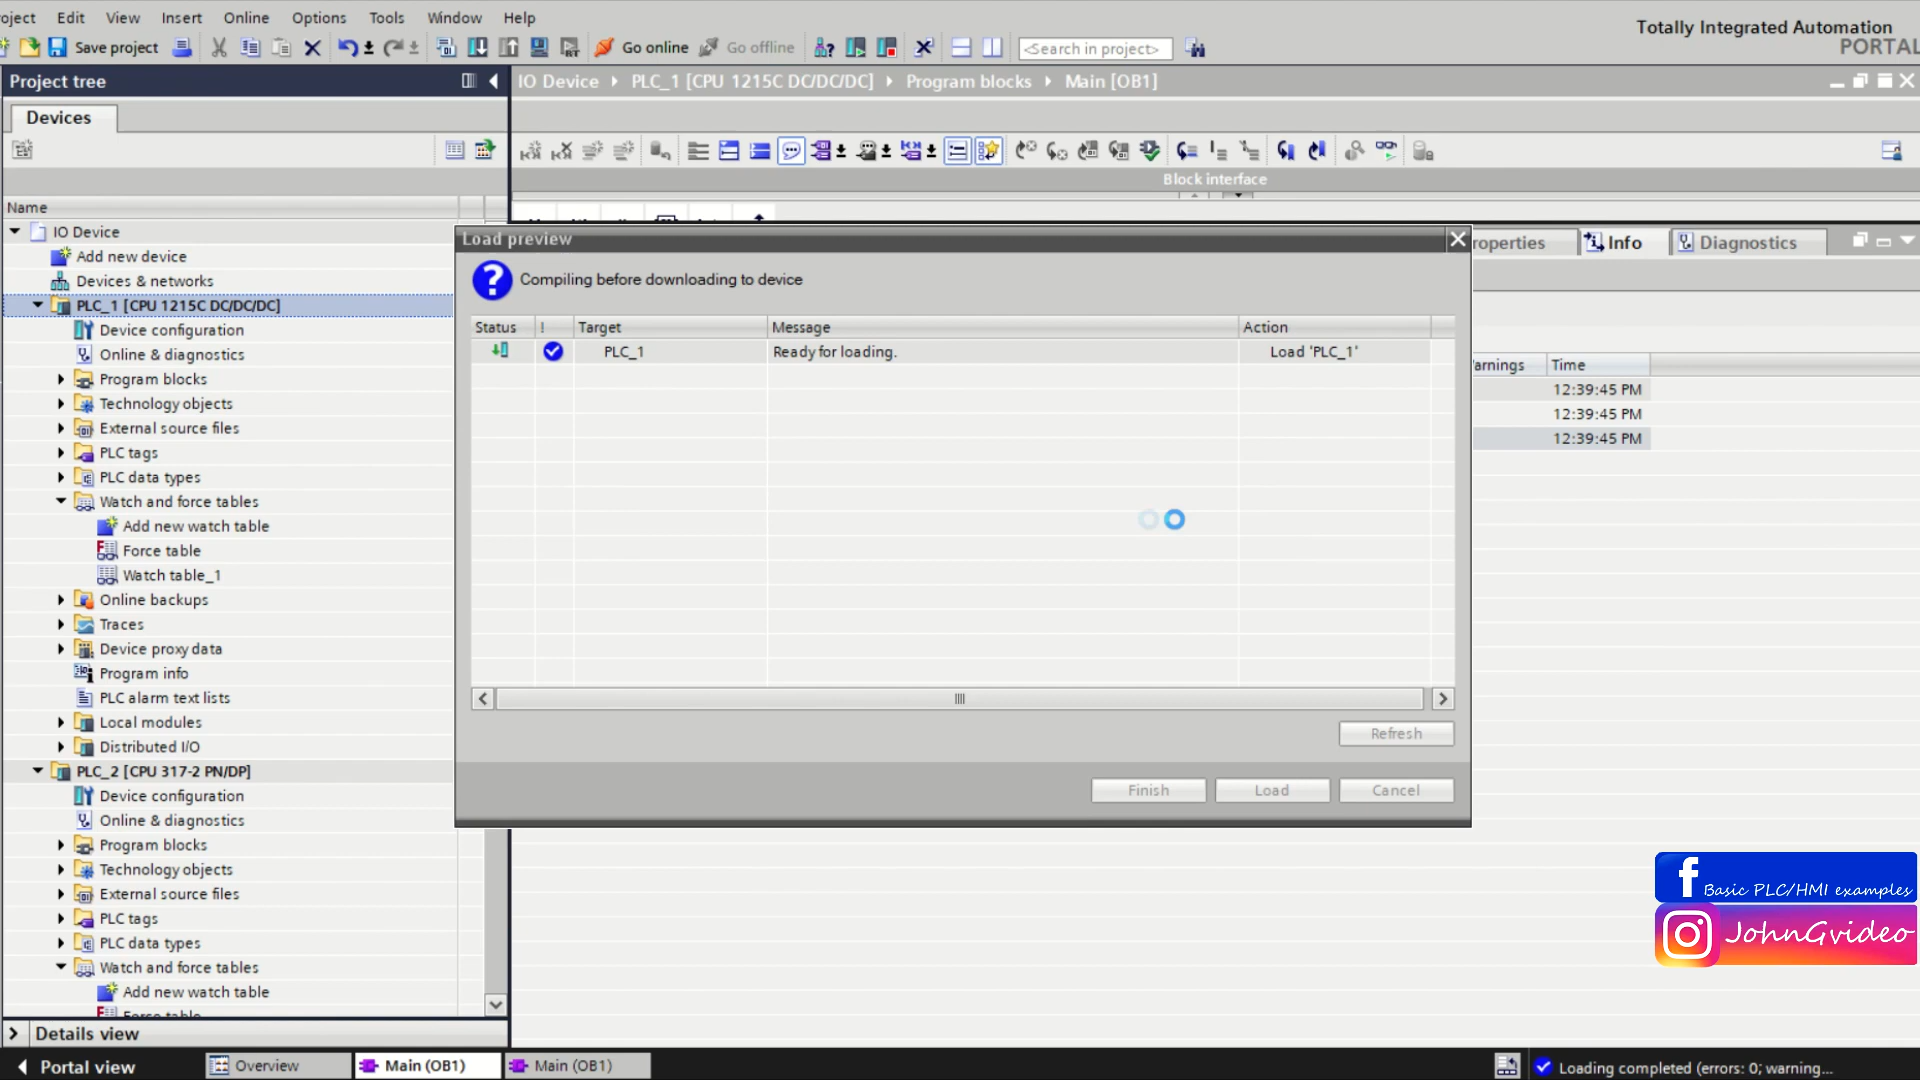 oject Edit View Insert Online Options Tools Window Help
Totally Integrated Automation
PORTAL
Save project Go online Go offline <Search in project>
Project tree
IO Device PLC_1 [CPU 1215C DC/DC/DC] Program blocks Main [OB1]
Devices
Block interface
Name
IO Device
Add new device
Devices & networks
PLC_1 [CPU 1215C DC/DC/DC]
Device configuration
Online & diagnostics
Program blocks
Technology objects
External source files
PLC tags
PLC data types
Watch and force tables
Add new watch table
Force table
Watch table_1
Online backups
Traces
Device proxy data
Program info
PLC alarm text lists
Local modules
Distributed I/O
PLC_2 [CPU 317-2 PN/DP]
Device configuration
Online & diagnostics
Program blocks
Technology objects
External source files
PLC tags
PLC data types
Watch and force tables
Add new watch table
Force table
Details view
Load preview
Compiling before downloading to device
Status ! Target Message Action
PLC_1 Ready for loading. Load 'PLC_1'
Refresh
Finish Load Cancel
roperties Info Diagnostics
arnings Time
12:39:45 PM
12:39:45 PM
12:39:45 PM
Basic PLC/HMI examples
JohnGvideo
Portal view Overview Main (OB1) Main (OB1) Loading completed (errors: 0; warning...